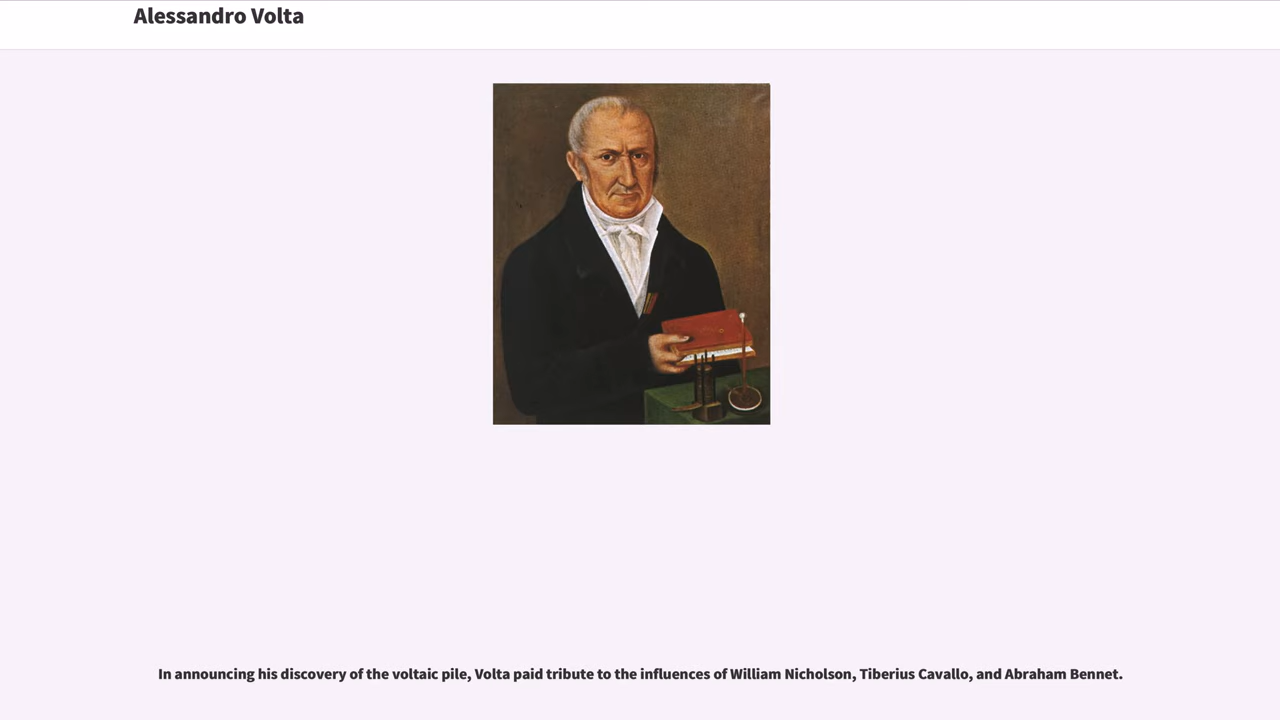 Alessandro Volta
In announcing his discovery of the voltaic pile, Volta paid tribute to the influences of William Nicholson, Tiberius Cavallo, and Abraham Bennet.